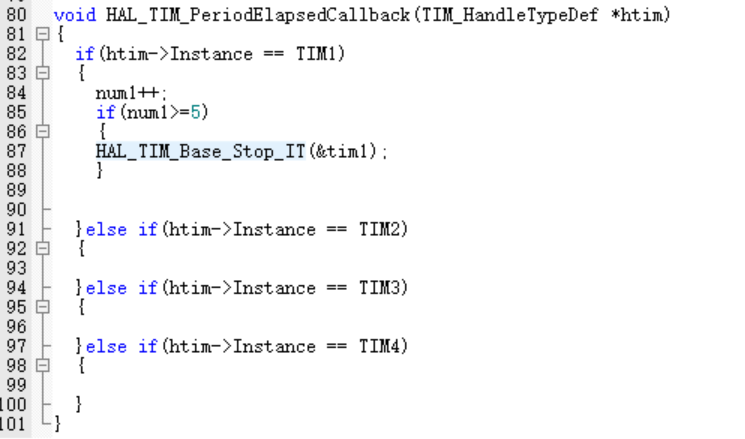 80 void HAL_TIM_PeriodElapsedCallback(TIM_HandleTypeDef *htim)
81 {
82 if(htim->Instance == TIM1)
83 {
84 num1++;
85 if(num1>=5)
86 {
87 HAL_TIM_Base_Stop_IT(&tim1);
88 }
89
90
91 }else if(htim->Instance == TIM2)
92 {
93
94 }else if(htim->Instance == TIM3)
95 {
96
97 }else if(htim->Instance == TIM4)
98 {
99
100 }
101 }